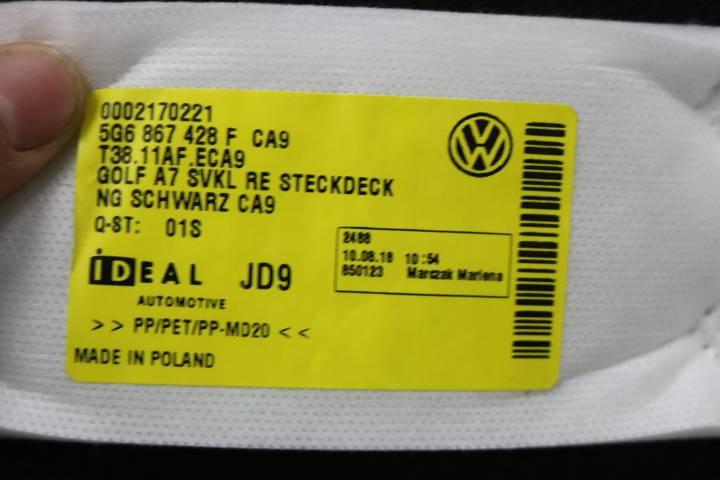 0002170221
5G6 867 428 F CA9
T38.11AF.ECA9
GOLF A7 SVKL RE STECKDECK
NG SCHWARZ CA9
Q-ST: 01S
2488
10.08.18 10:54
850123 Marczak Marlena
iDEAL JD9
AUTOMOTIVE
> > PP/PET/PP-MD20 < <
MADE IN POLAND